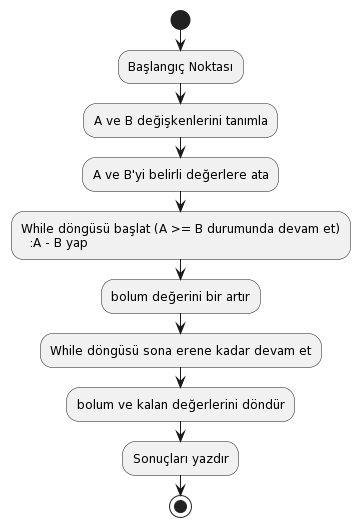 Başlangıç Noktası
A ve B değişkenlerini tanımla
A ve B'yi belirli değerlere ata
While döngüsü başlat (A >= B durumunda devam et)
:A - B yap
bolum değerini bir artır
While döngüsü sona erene kadar devam et
bolum ve kalan değerlerini döndür
Sonuçları yazdır